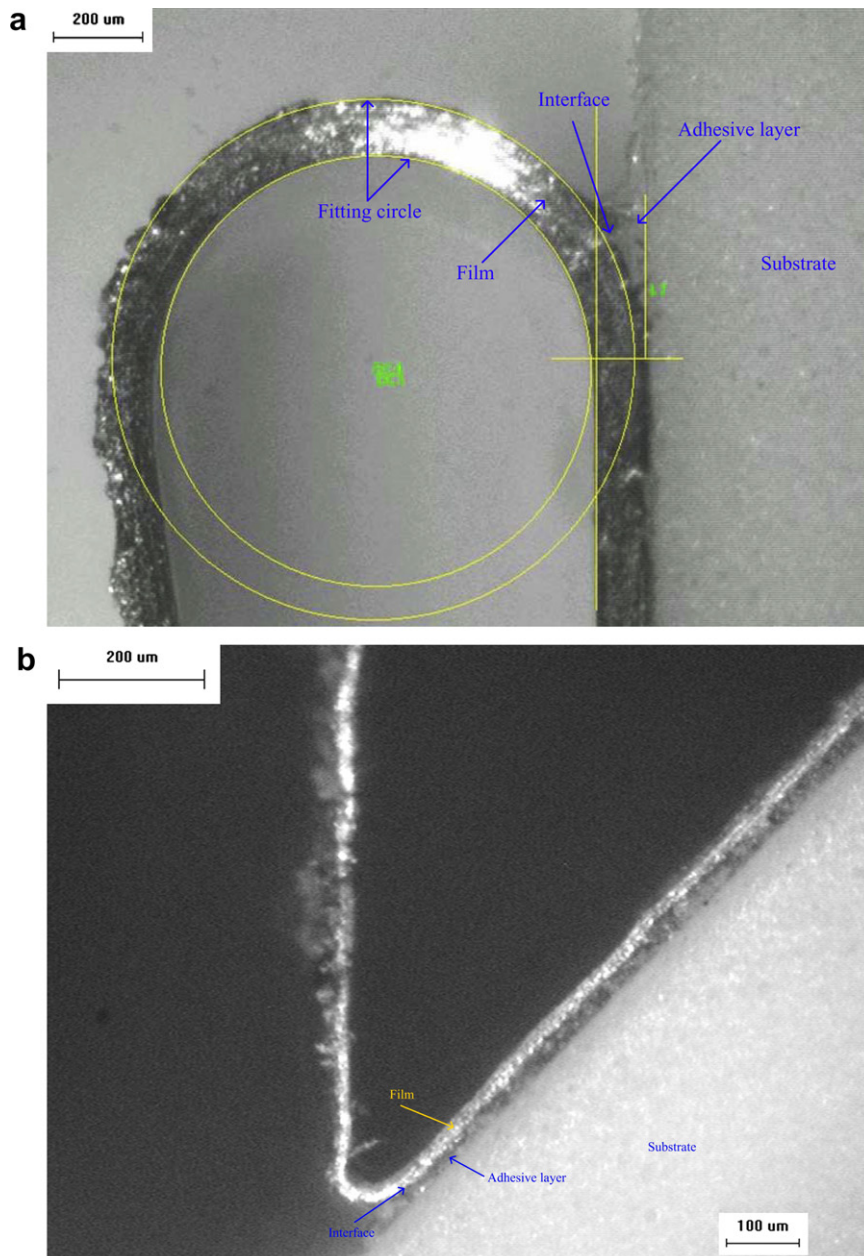 a
200 um
Interface
Adhesive layer
Fitting circle
Film
Substrate
b
200 um
Film
Substrate
Adhesive layer
Interface
100 um